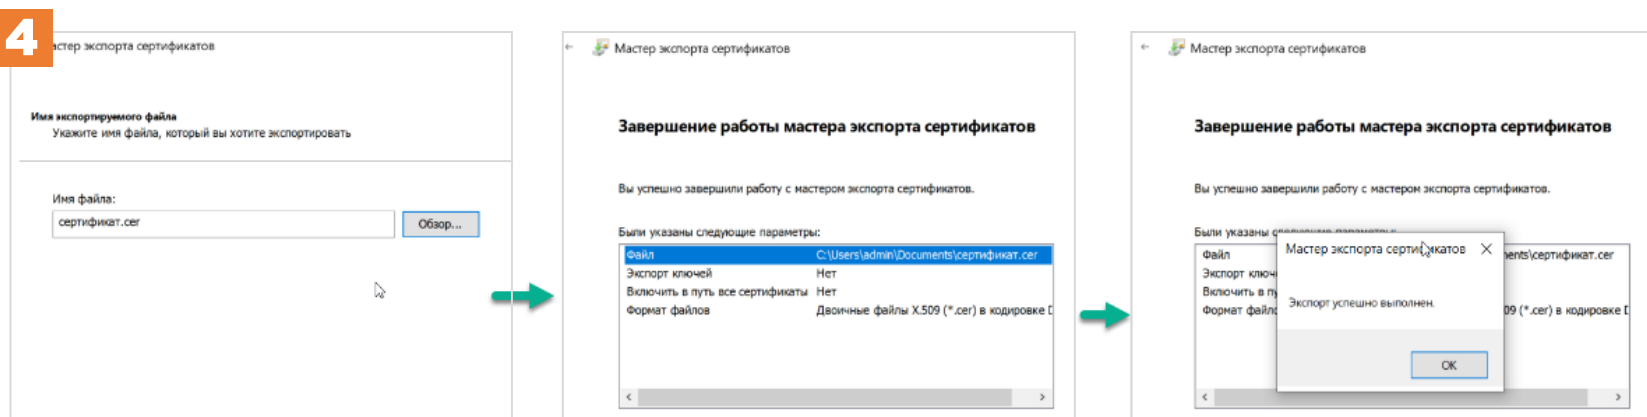 4
стер экспорта сертификатов
Имя экспортируемого файла
Укажите имя файла, который вы хотите экспортировать
Имя файла:
сертификат.cer
Обзор...
Мастер экспорта сертификатов
Завершение работы мастера экспорта сертификатов
Вы успешно завершили работу с мастером экспорта сертификатов.
Были указаны следующие параметры:
Файл C:\Users\admin\Documents\сертификат.cer
Экспорт ключей Нет
Включить в путь все сертификаты Нет
Формат файлов Двоичные файлы X.509 (*.cer) в кодировке D
Мастер экспорта сертификатов
Завершение работы мастера экспорта сертификатов
Вы успешно завершили работу с мастером экспорта сертификатов.
Были указаны
Файл ents\сертификат.cer
Экспорт ключ
Включить в пу
Формат файло 09 (*.cer) в кодировке D
Мастер экспорта сертификатов
Экспорт успешно выполнен.
ОК